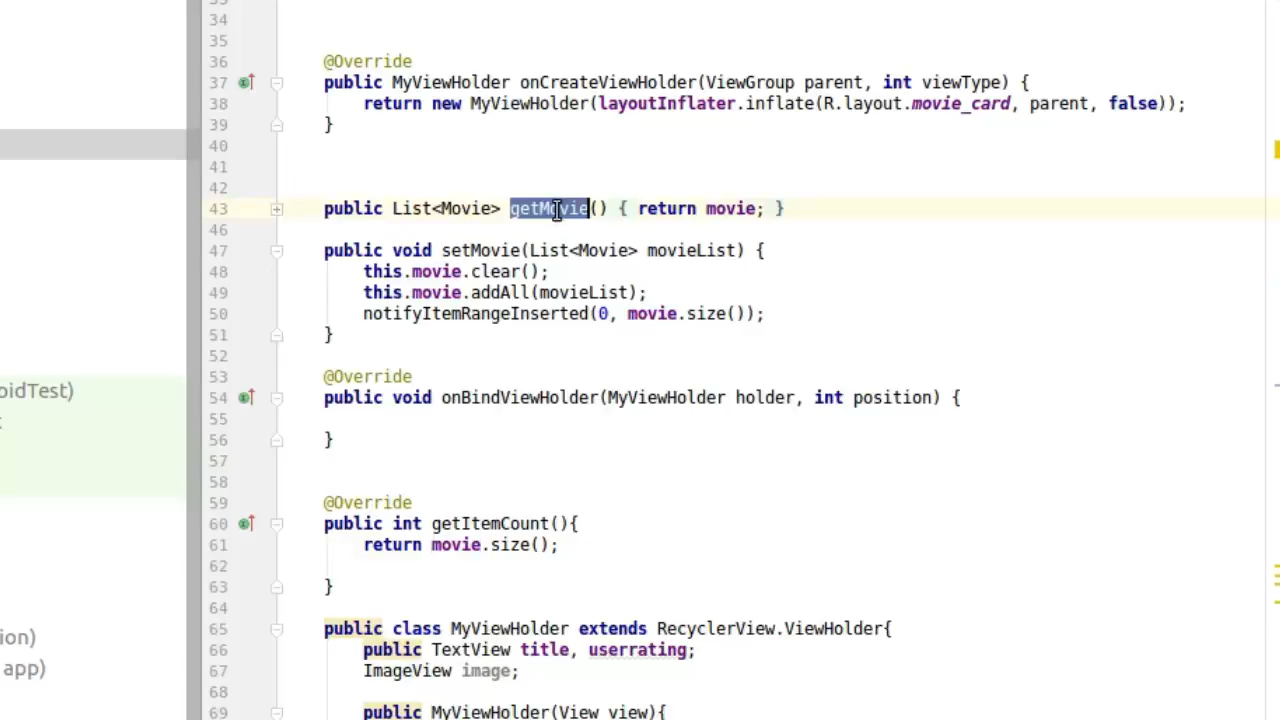 33
34
35
36 @Override
37 public MyViewHolder onCreateViewHolder(ViewGroup parent, int viewType) {
38 return new MyViewHolder(layoutInflater.inflate(R.layout.movie_card, parent, false));
39 }
40
41
42
43 public List<Movie> getMovie() { return movie; }
46
47 public void setMovie(List<Movie> movieList) {
48 this.movie.clear();
49 this.movie.addAll(movieList);
50 notifyItemRangeInserted(0, movie.size());
51 }
52
53 @Override
54 public void onBindViewHolder(MyViewHolder holder, int position) {
55
56 }
57
58
59 @Override
60 public int getItemCount(){
61 return movie.size();
62
63 }
64
65 public class MyViewHolder extends RecyclerView.ViewHolder{
66 public TextView title, userrating;
67 ImageView image;
68
69 public MyViewHolder(View view){
oidTest)
t
ion)
app)